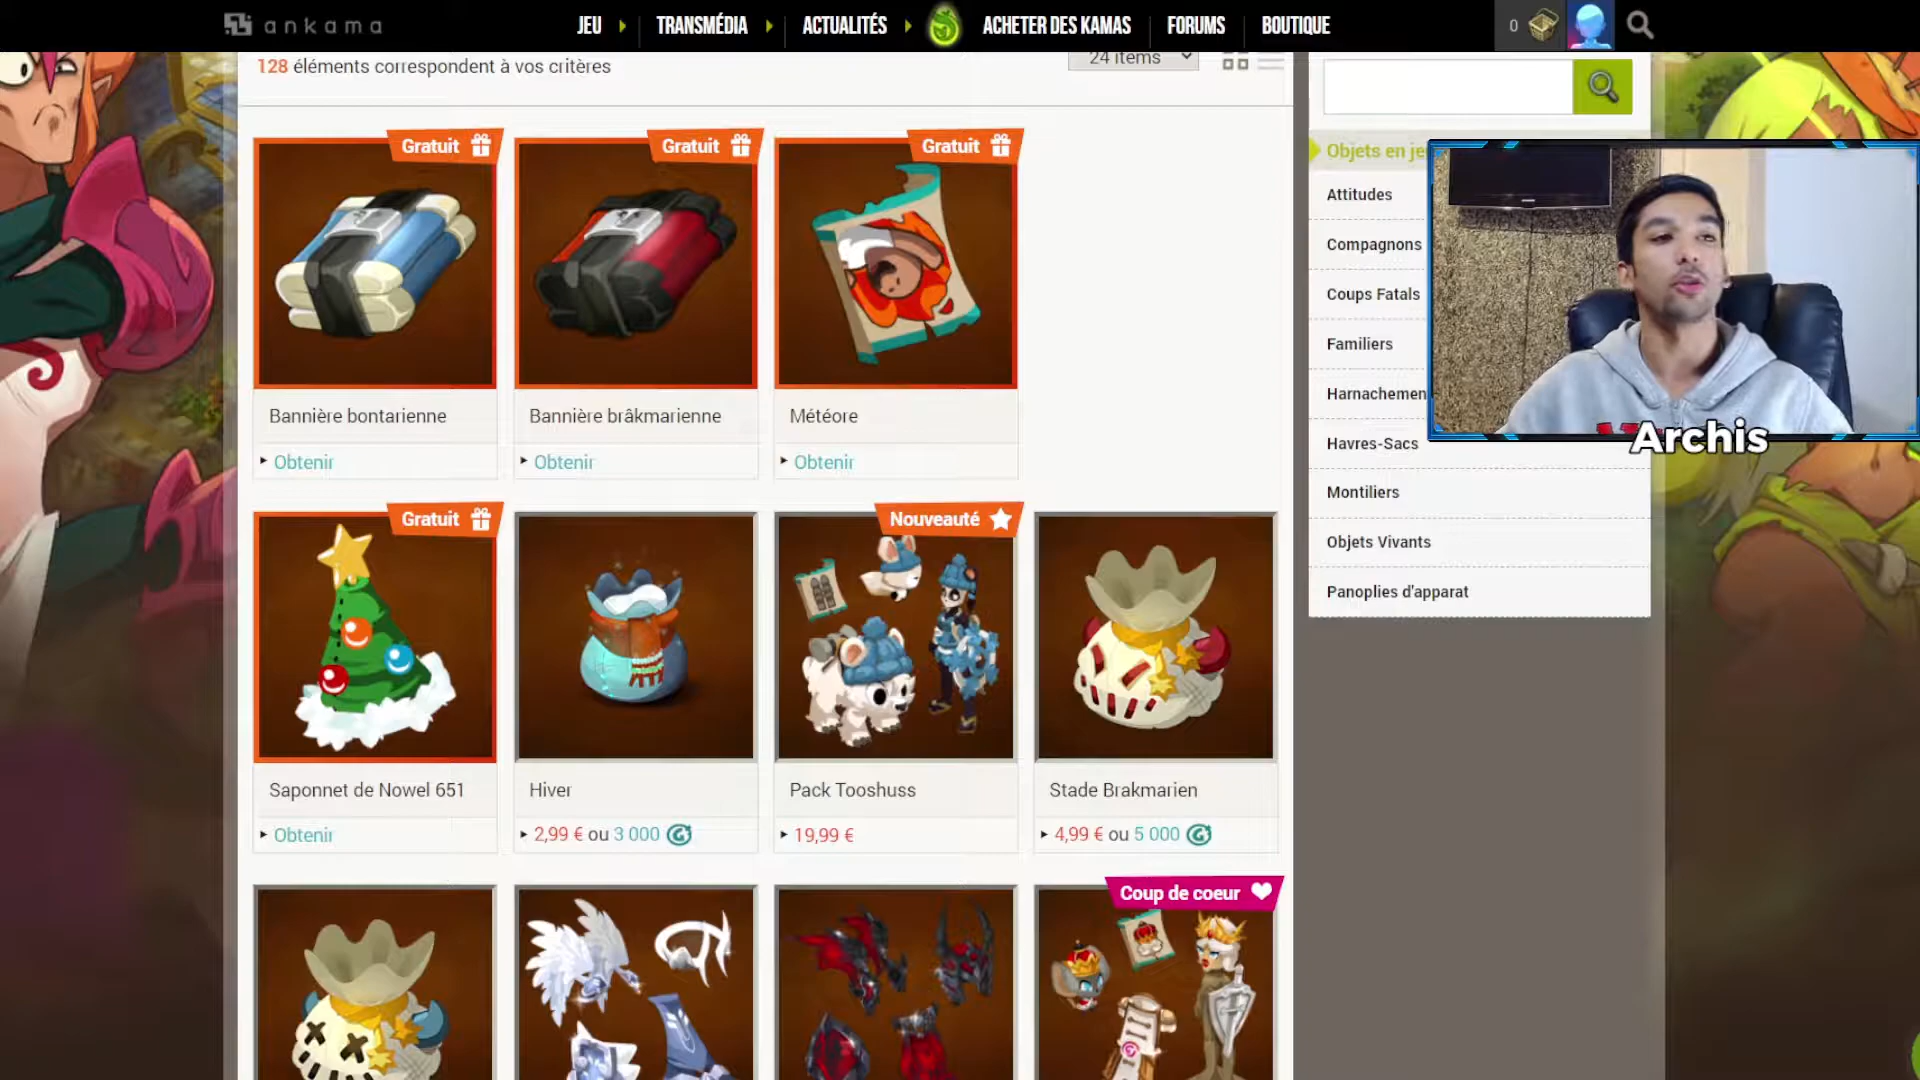 ankama
JEU
TRANSMÉDIA
ACTUALITÉS
ACHETER DES KAMAS
FORUMS
BOUTIQUE
0
128 éléments correspondent à vos critères
24 items
Gratuit
Gratuit
Gratuit
Bannière bontarienne
Bannière brâkmarienne
Météore
Obtenir
Obtenir
Obtenir
Gratuit
Nouveauté
Saponnet de Nowel 651
Hiver
Pack Tooshuss
Stade Brakmarien
Obtenir
2,99 € ou 3 000
19,99 €
4,99 € ou 5 000
Coup de coeur
Objets en je
Attitudes
Compagnons
Coups Fatals
Familiers
Harnachemen
Havres-Sacs
Montiliers
Objets Vivants
Panoplies d'apparat
Archis